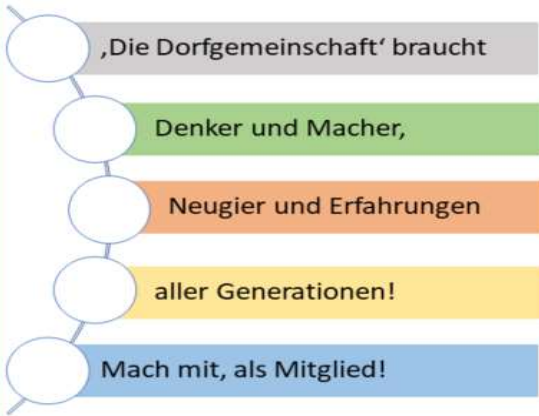 ‚Die Dorfgemeinschaft‘ braucht
Denker und Macher,
Neugier und Erfahrungen
aller Generationen!
Mach mit, als Mitglied!